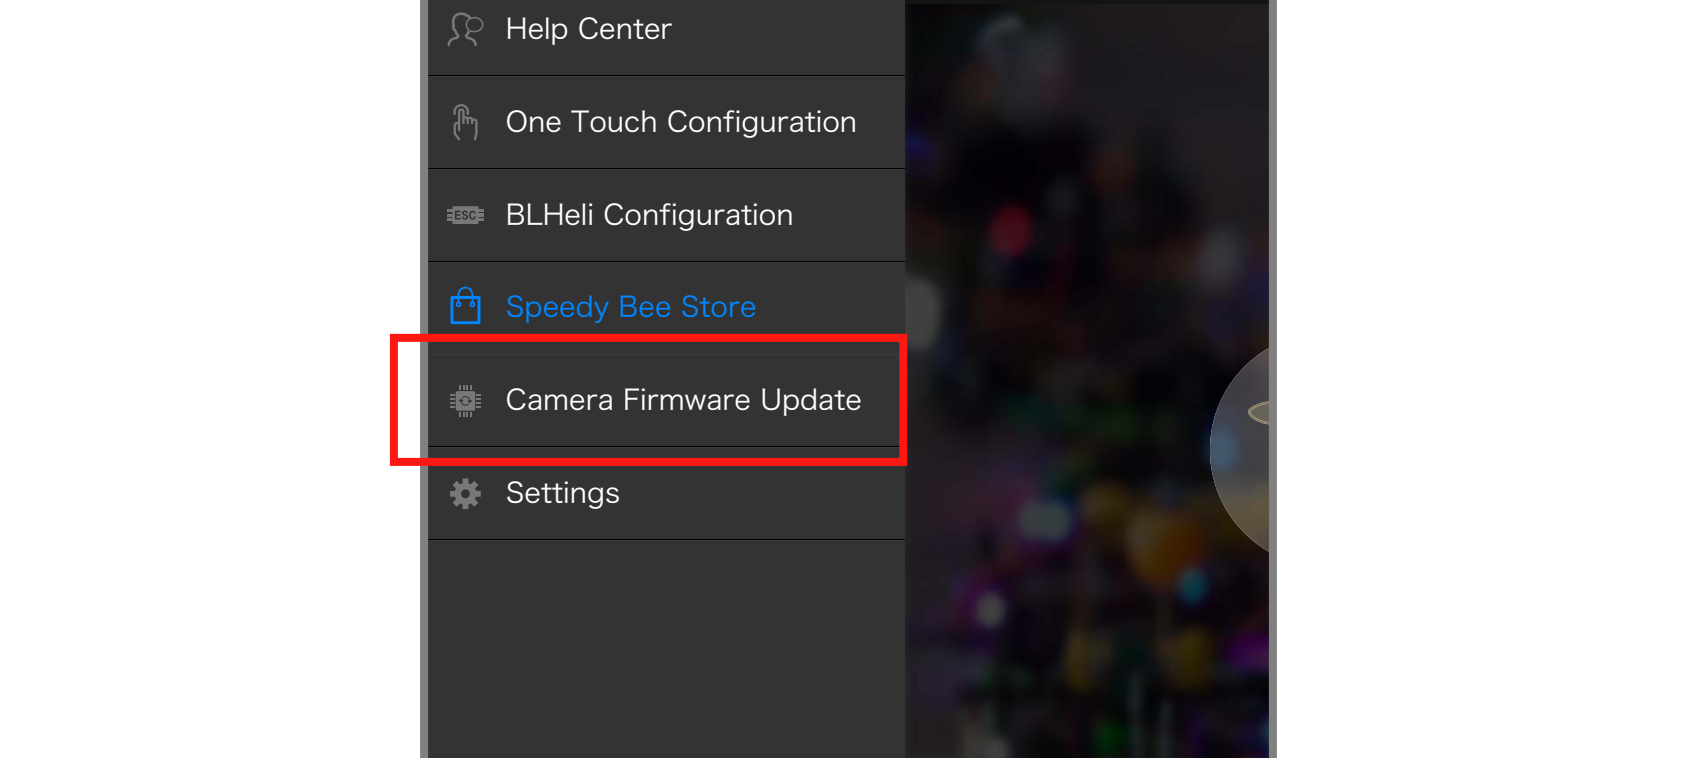 Help Center
One Touch Configuration
ESC
BLHeli Configuration
Speedy Bee Store
Camera Firmware Update
Settings